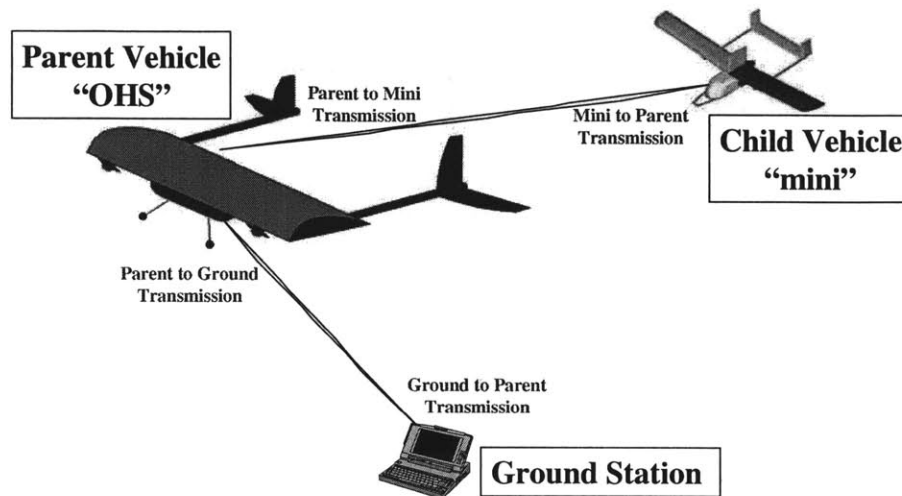 Parent Vehicle
“OHS”
Parent to Mini
Transmission
Mini to Parent
Transmission
Child Vehicle
“mini”
Parent to Ground
Transmission
Ground to Parent
Transmission
Ground Station